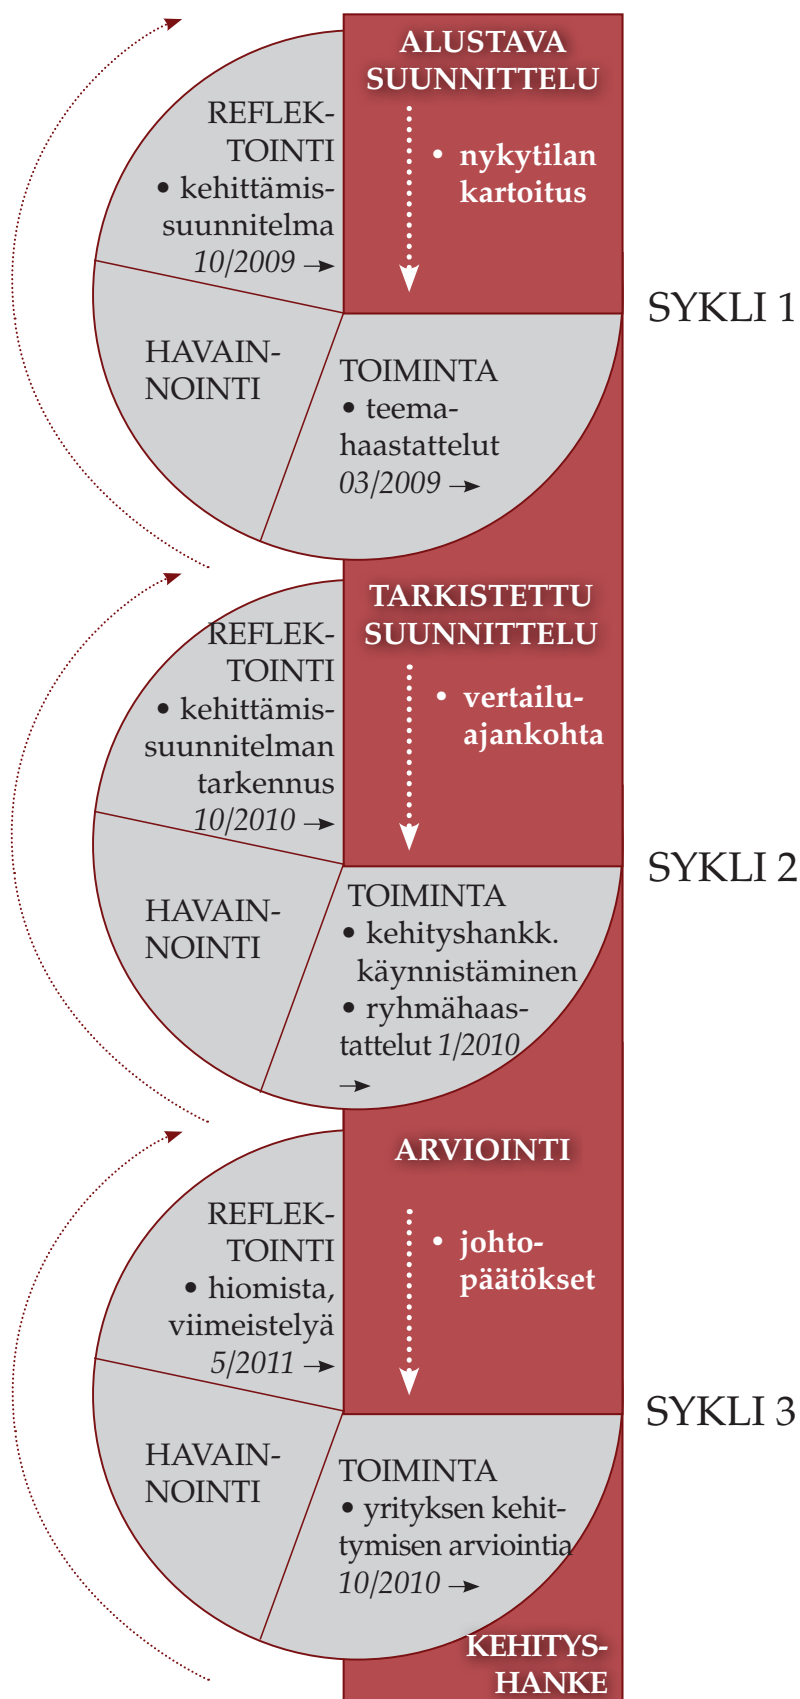 ALUSTAVA
SUUNNITTELU
• nykytilan
kartoitus
REFLEK-
TOINTI
• kehittämis-
suunnitelma
10/2009 →
SYKLI 1
HAVAIN-
NOINTI
TOIMINTA
• teema-
haastattelut
03/2009 →
TARKISTETTU
SUUNNITTELU
• vertailu-
ajankohta
REFLEK-
TOINTI
• kehittämis-
suunnitelman
tarkennus
10/2010 →
SYKLI 2
HAVAIN-
NOINTI
TOIMINTA
• kehityshankk.
käynnistäminen
• ryhmähaas-
tattelut 1/2010
→
ARVIOINTI
• johto-
päätökset
REFLEK-
TOINTI
• hiomista,
viimeistelyä
5/2011 →
SYKLI 3
HAVAIN-
NOINTI
TOIMINTA
• yrityksen kehit-
tymisen arviointia
10/2010 →
KEHITYS-
HANKE